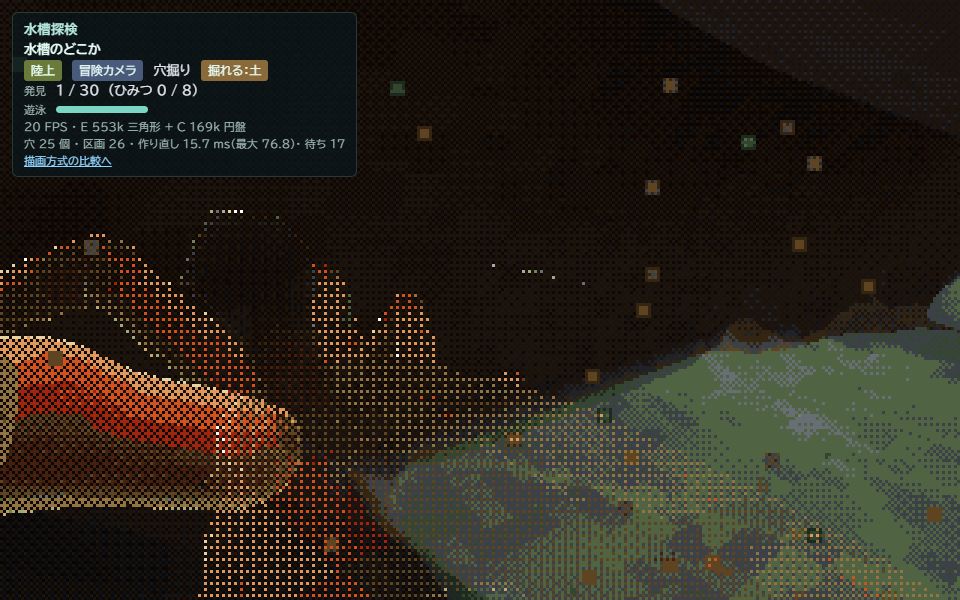 水槽探検
水槽のどこか
陸上 冒険カメラ 穴掘り 掘れる:土
発見 1 / 30（ひみつ 0 / 8）
遊泳
20 FPS・E 553k 三角形 + C 169k 円盤
穴 25 個・区画 26・作り直し 15.7 ms(最大 76.8)・待ち 17
描画方式の比較へ